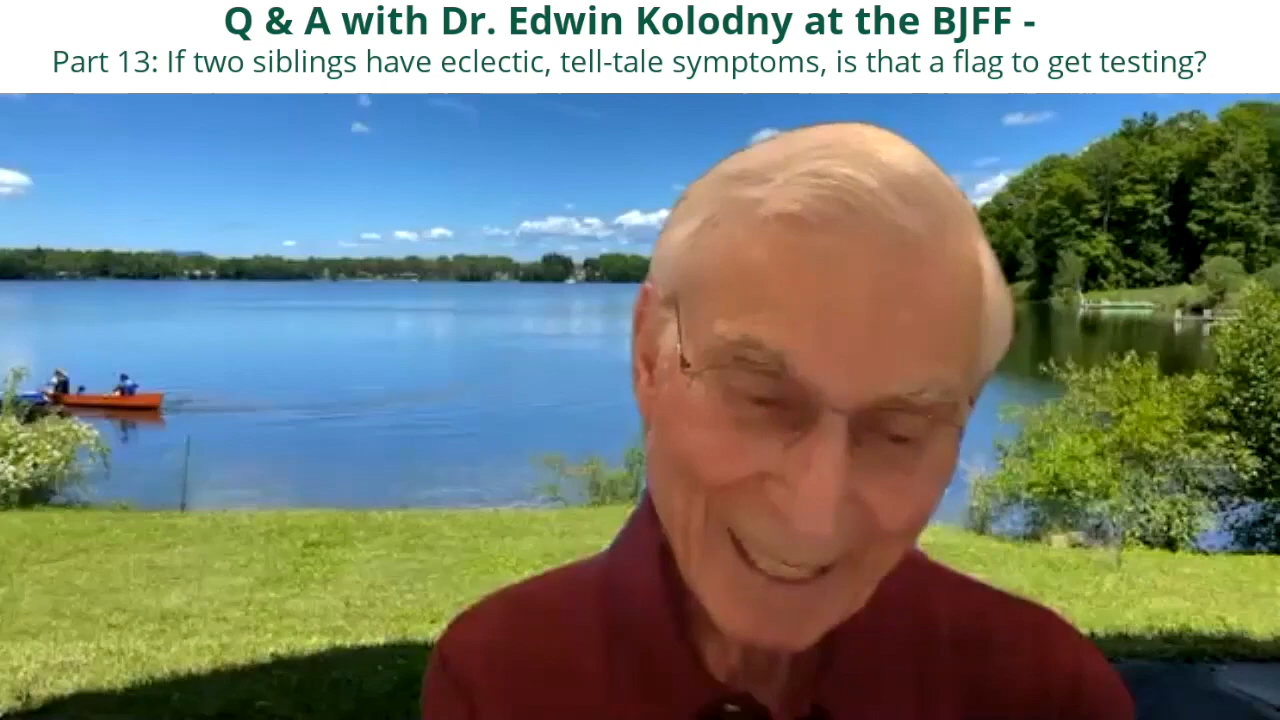 Q & A with Dr. Edwin Kolodny at the BJFF -
Part 13: If two siblings have eclectic, tell-tale symptoms, is that a flag to get testing?